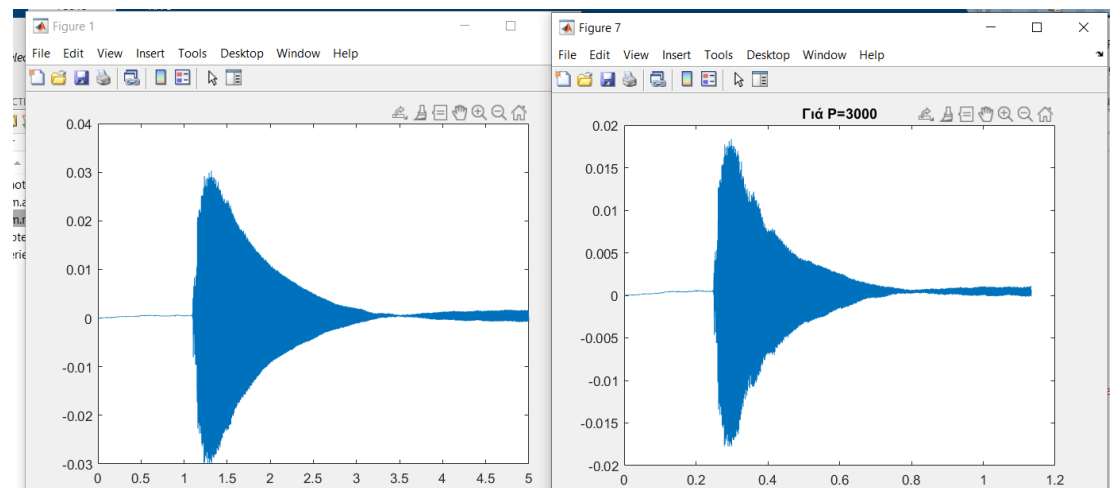 Figure 1
File Edit View Insert Tools Desktop Window Help
0.04
0.03
0.02
0.01
0
-0.01
-0.02
-0.03
0 0.5 1 1.5 2 2.5 3 3.5 4 4.5 5
Figure 7
File Edit View Insert Tools Desktop Window Help
Γιά P=3000
0.02
0.015
0.01
0.005
0
-0.005
-0.01
-0.015
-0.02
0 0.2 0.4 0.6 0.8 1 1.2